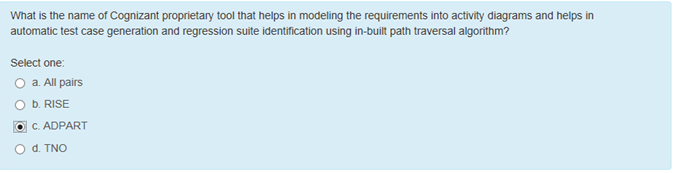 What is the name of Cognizant proprietary tool that helps in modeling the requirements into activity diagrams and helps in
automatic test case generation and regression suite identification using in-built path traversal algorithm?
Select one:
a. All pairs
b. RISE
c. ADPART
d. TNO